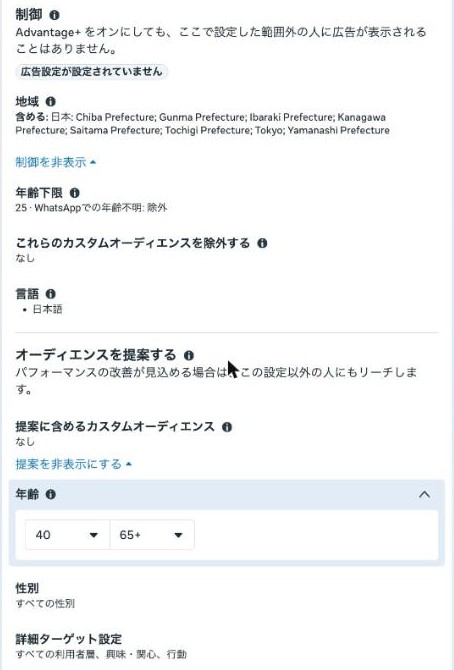 制御
Advantage+ をオンにしても、ここで設定した範囲外の人に広告が表示される
ことはありません。
広告設定が設定されていません
地域
含める: 日本: Chiba Prefecture; Gunma Prefecture; Ibaraki Prefecture; Kanagawa
Prefecture; Saitama Prefecture; Tochigi Prefecture; Tokyo; Yamanashi Prefecture
制御を非表示
年齢下限
25 · WhatsAppでの年齢不明: 除外
これらのカスタムオーディエンスを除外する
なし
言語
• 日本語
オーディエンスを提案する
パフォーマンスの改善が見込める場合は、この設定以外の人にもリーチしま
す。
提案に含めるカスタムオーディエンス
なし
提案を非表示にする
年齢
40 65+
性別
すべての性別
詳細ターゲット設定
すべての利用者層、興味・関心、行動